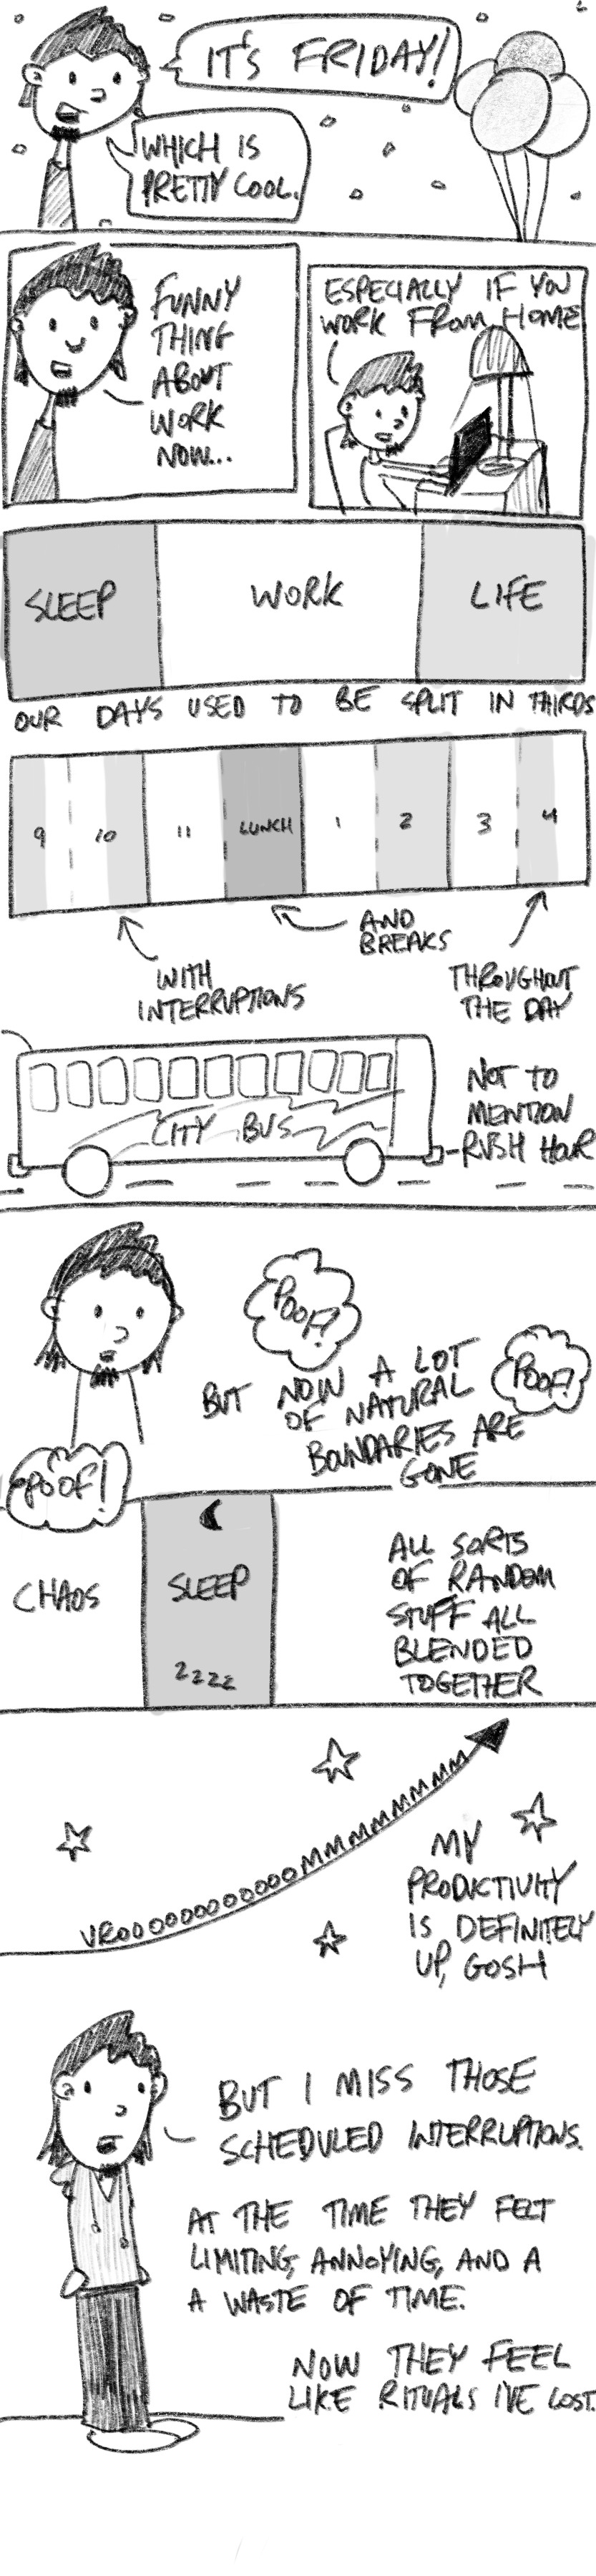 IT'S FRIDAY!
WHICH IS
PRETTY COOL.
FUNNY
THING
ABOUT
WORK
NOW...
ESPECIALLY IF YOU
WORK FROM HOME
SLEEP
WORK
LIFE
OUR DAYS USED TO BE SPLIT IN THIRDS
9 10 11 LUNCH 1 2 3 4
WITH
INTERRUPTIONS
AND
BREAKS
THROUGHOUT
THE DAY
CITY BUS
NOT TO
MENTION
RUSH HOUR
POOF!
POOF!
BUT NOW A LOT
OF NATURAL
BOUNDARIES ARE
GONE
POOF!
CHAOS
SLEEP
ZZZZ
ALL SORTS
OF RANDOM
STUFF ALL
BLENDED
TOGETHER
VROOOOOOOOOOOOOMMMMMMMMMM
MY
PRODUCTIVITY
IS DEFINITELY
UP, GOSH
BUT I MISS THOSE
SCHEDULED INTERRUPTIONS.
AT THE TIME THEY FELT
LIMITING, ANNOYING, AND A
A WASTE OF TIME.
NOW THEY FEEL
LIKE RITUALS I'VE LOST.